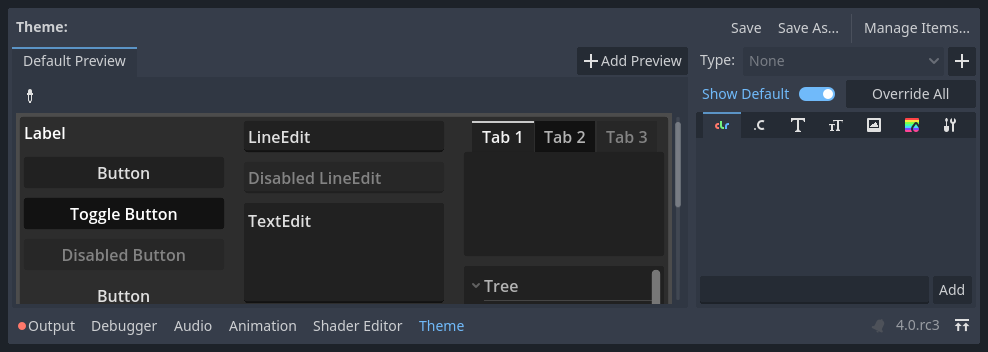 Theme:
Save
Save As...
Manage Items...
Default Preview
Add Preview
Type:
None
Show Default
Override All
clr
.C
T
TT
Label
Button
Toggle Button
Disabled Button
Button
LineEdit
Disabled LineEdit
TextEdit
Tab 1
Tab 2
Tab 3
Tree
Add
Output
Debugger
Audio
Animation
Shader Editor
Theme
4.0.rc3